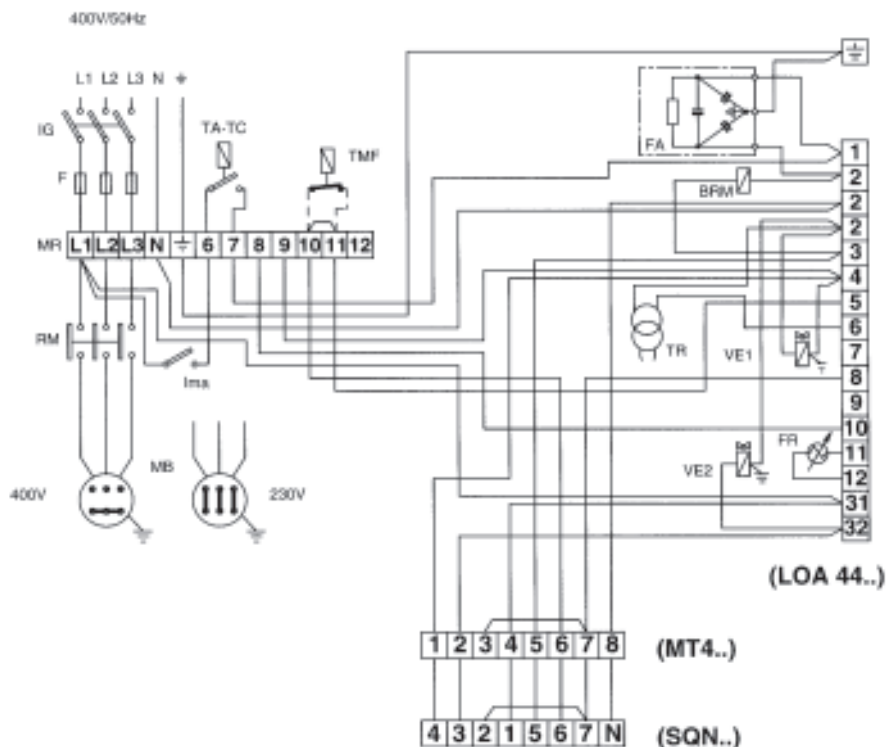 400V/50Hz
L1 L2 L3 N
IG
TA-TC
TMF
F
FA
BRM
MR L1 L2 L3 N 6 7 8 9 10 11 12
1
2
2
2
3
4
5
6
7
8
9
10
11
12
31
32
RM
Ima
TR
VE1
VE2
FR
MB
400V
230V
(LOA 44..)
1 2 3 4 5 6 7 8 (MT4..)
4 3 2 1 5 6 7 N (SQN..)